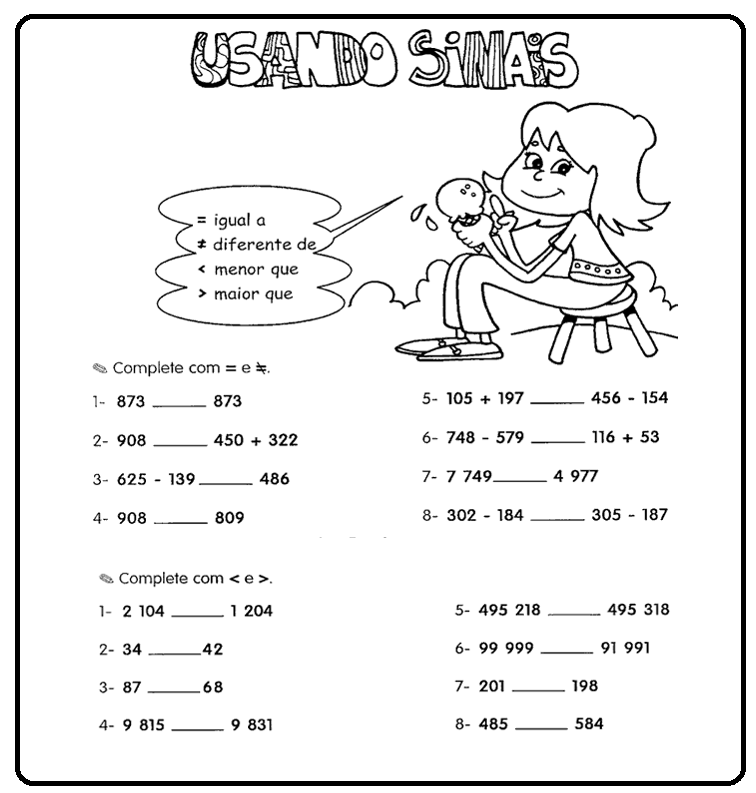 USANDO SINAIS
= igual a
≠ diferente de
< menor que
> maior que
Complete com = e ≠.
1- 873 ______ 873
2- 908 ______ 450 + 322
3- 625 - 139 ______ 486
4- 908 ______ 809
5- 105 + 197 ______ 456 - 154
6- 748 - 579 ______ 116 + 53
7- 7 749 ______ 4 977
8- 302 - 184 ______ 305 - 187
Complete com < e >.
1- 2 104 ______ 1 204
2- 34 ______ 42
3- 87 ______ 68
4- 9 815 ______ 9 831
5- 495 218 ______ 495 318
6- 99 999 ______ 91 991
7- 201 ______ 198
8- 485 ______ 584